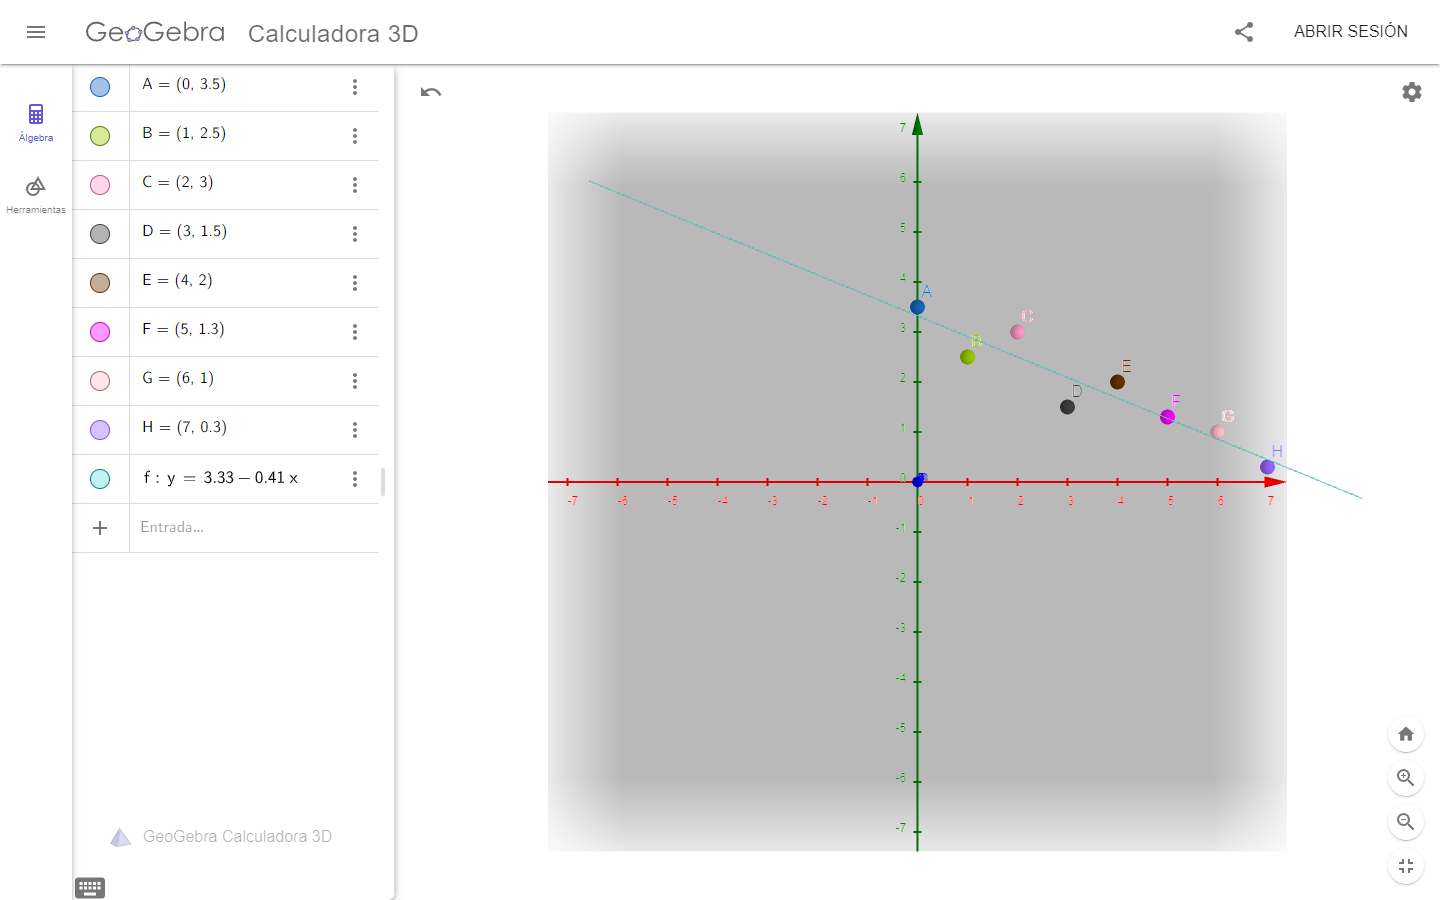 GeoGebra Calculadora 3D
ABRIR SESIÓN
Álgebra
Herramientas
A = (0, 3.5)
B = (1, 2.5)
C = (2, 3)
D = (3, 1.5)
E = (4, 2)
F = (5, 1.3)
G = (6, 1)
H = (7, 0.3)
f : y = 3.33 − 0.41 x
Entrada...
GeoGebra Calculadora 3D
7
6
5
4
A
3
C
B
2
E
D
F
1
G
H
0
-7 -6 -5 -4 -3 -2 -1 0 1 2 3 4 5 6 7
-1
-2
-3
-4
-5
-6
-7